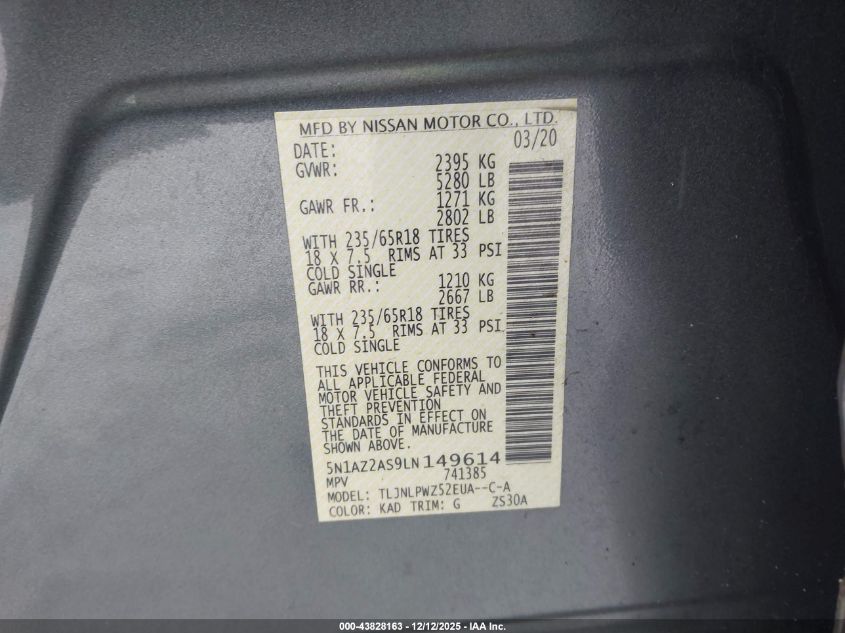 MFD BY NISSAN MOTOR CO., LTD.
DATE: 03/20
GVWR: 2395 KG
5280 LB
GAWR FR.: 1271 KG
2802 LB
WITH 235/65R18 TIRES
18 X 7.5 RIMS AT 33 PSI
COLD SINGLE
GAWR RR.: 1210 KG
2667 LB
WITH 235/65R18 TIRES
18 X 7.5 RIMS AT 33 PSI
COLD SINGLE
THIS VEHICLE CONFORMS TO
ALL APPLICABLE FEDERAL
MOTOR VEHICLE SAFETY AND
THEFT PREVENTION
STANDARDS IN EFFECT ON
THE DATE OF MANUFACTURE
SHOWN ABOVE.
5N1AZ2AS9LN149614
MPV 741385
MODEL: TLJNLPWZ52EUA--C-A
COLOR: KAD TRIM: G ZS30A
000-43828163 - 12/12/2025 - IAA Inc.